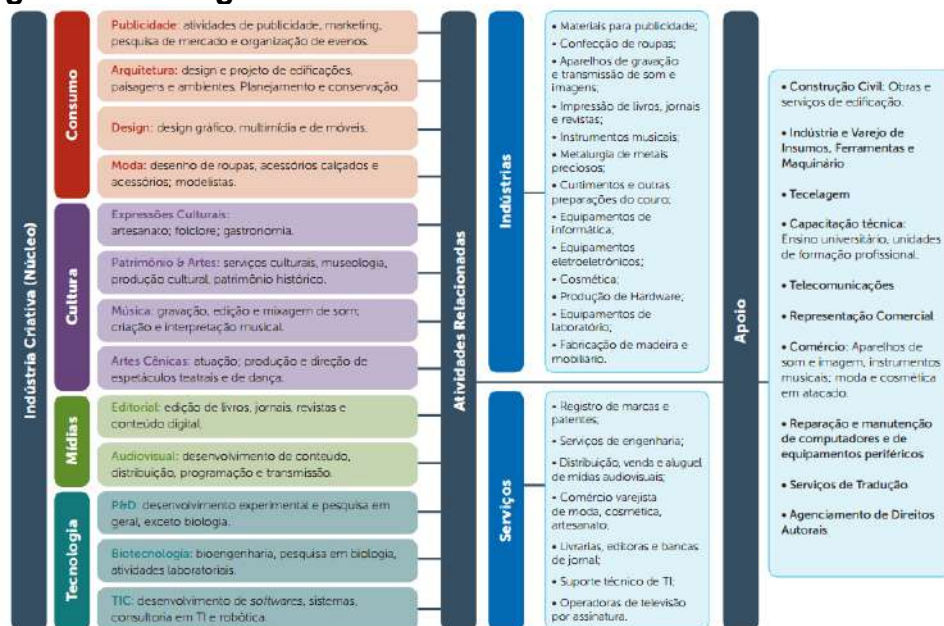 Indústria Criativa (Núcleo)
Consumo
Publicidade: atividades de publicidade, marketing,
pesquisa de mercado e organização de evenos.
Arquitetura: design e projeto de edificações,
paisagens e ambientes. Planejamento e conservação.
Design: design gráfico, multimídia e de móveis.
Moda: desenho de roupas, acessórios calçados e
acessórios; modelistas.
Cultura
Expressões Culturais:
artesanato; folclore; gastronomia.
Patrimônio & Artes: serviços culturais, museologia,
produção cultural, patrimônio histórico.
Música: gravação, edição e mixagem de som;
criação e interpretação musical.
Artes Cênicas: atuação; produção e direção de
espetáculos teatrais e de dança.
Mídias
Editorial: edição de livros, jornais, revistas e
conteúdo digital.
Audiovisual: desenvolvimento de conteúdo,
distribuição, programação e transmissão.
Tecnologia
P&D: desenvolvimento experimental e pesquisa em
geral, exceto biologia.
Biotecnologia: bioengenharia, pesquisa em biologia,
atividades laboratoriais.
TIC: desenvolvimento de softwares, sistemas,
consultoria em TI e robótica.
Atividades Relacionadas
Indústrias
• Materiais para publicidade;
• Confecção de roupas;
• Aparelhos de gravação
e transmissão de som e
imagens;
• Impressão de livros, jornais
e revistas;
• Instrumentos musicais;
• Metalurgia de metais
preciosos;
• Curtimentos e outras
preparações do couro;
• Equipamentos de
informática;
• Equipamentos
eletroeletrônicos;
• Cosmética;
• Produção de Hardware;
• Equipamentos de
laboratório;
• Fabricação de madeira e
mobiliário.
Serviços
• Registro de marcas e
patentes;
• Serviços de engenharia;
• Distribuição, venda e aluguel
de mídias audiovisuais;
• Comércio varejista
de moda, cosmética,
artesanato;
• Livrarias, editoras e bancas
de jornal;
• Suporte técnico de TI;
• Operadoras de televisão
por assinatura.
Apoio
• Construção Civil: Obras e
serviços de edificação.
• Indústria e Varejo de
Insumos, Ferramentas e
Maquinário
• Tecelagem
• Capacitação técnica:
Ensino universitário, unidades
de formação profissional.
• Telecomunicações
• Representação Comercial
• Comércio: Aparelhos de
som e imagem, instrumentos
musicais; moda e cosmética
em atacado.
• Reparação e manutenção
de computadores e de
equipamentos periféricos
• Serviços de Tradução
• Agenciamento de Direitos
Autorais